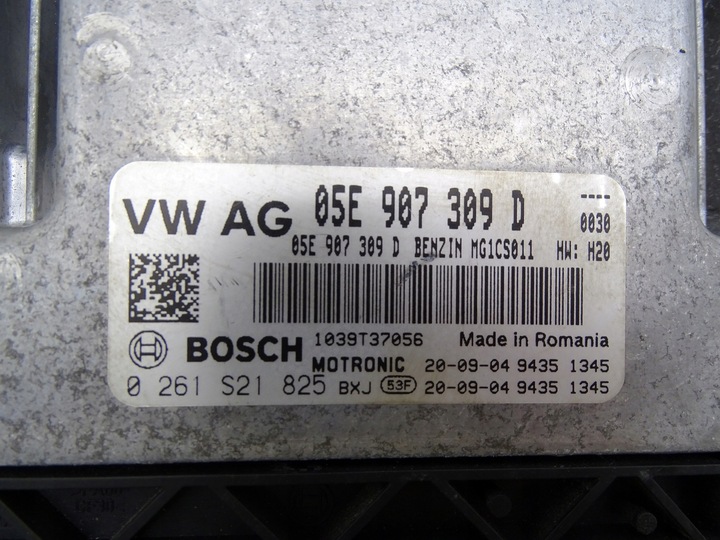 VW AG 05E 907 309 D ----
0030
05E 907 309 D BENZIN MG1CS011 HW: H20
1039T37056 Made in Romania
BOSCH
MOTRONIC 20-09-04 9435 1345
0 261 S21 825 BXJ 53F 20-09-04 9435 1345